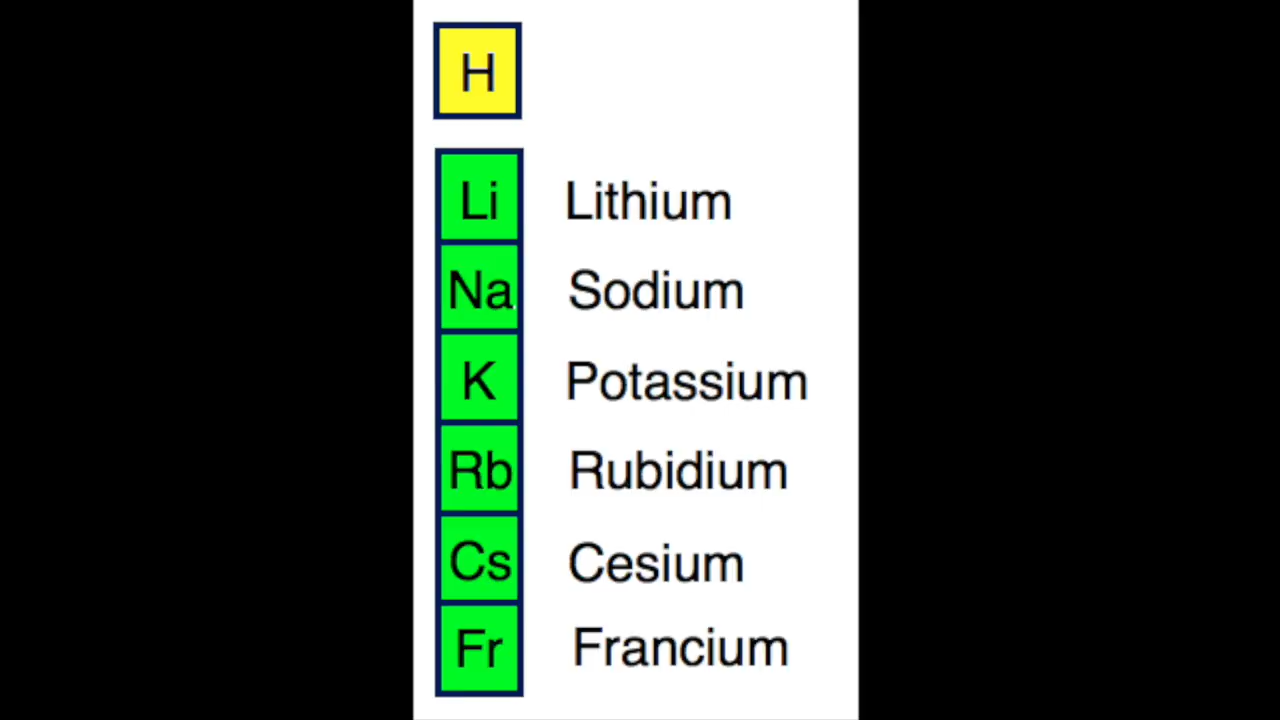 H
Li Lithium
Na Sodium
K Potassium
Rb Rubidium
Cs Cesium
Fr Francium